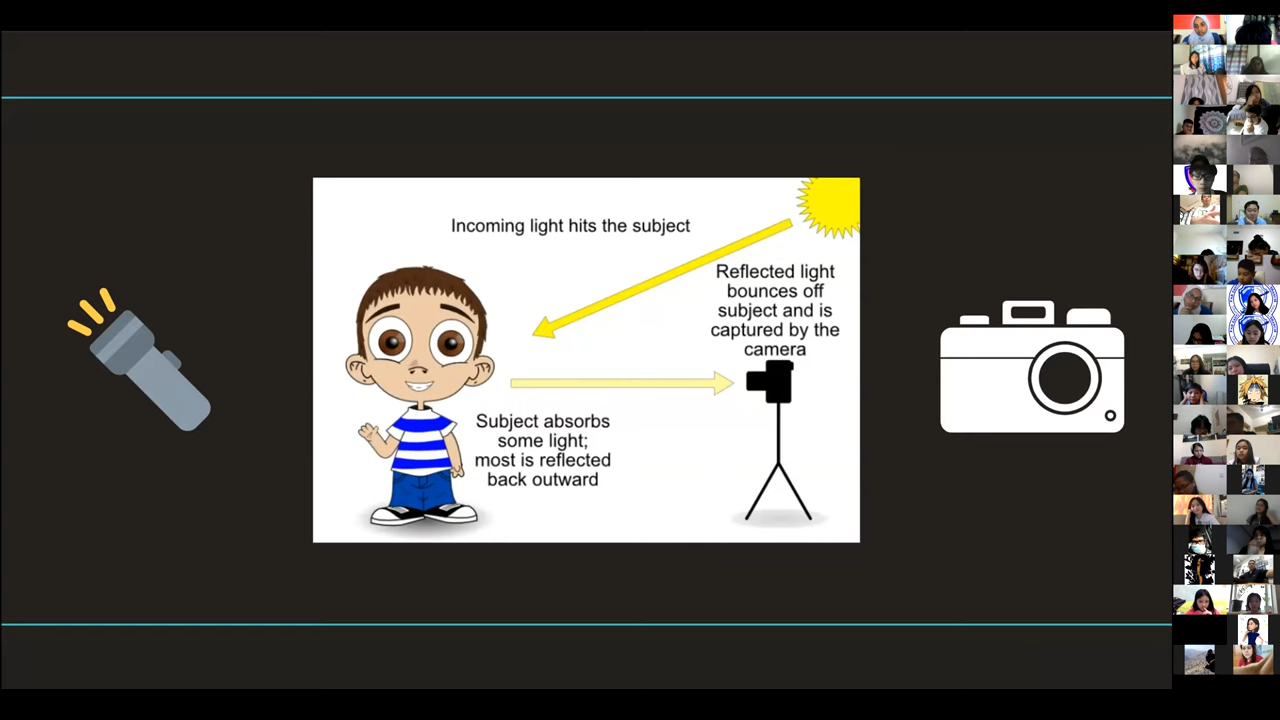 Incoming light hits the subject
Reflected light
bounces off
subject and is
captured by the
camera
Subject absorbs
some light;
most is reflected
back outward